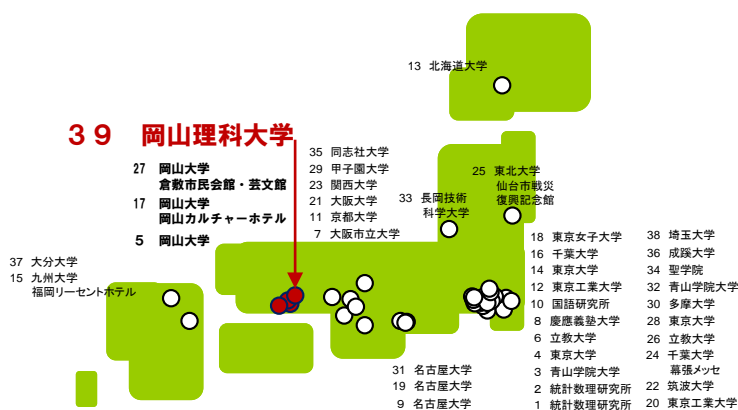 13 北海道大学
39 岡山理科大学
27 岡山大学
倉敷市民会館・芸文館
17 岡山大学
岡山カルチャーホテル
5 岡山大学
35 同志社大学
29 甲子園大学
23 関西大学
21 大阪大学
11 京都大学
7 大阪市立大学
33 長岡技術
科学大学
25 東北大学
仙台市戦災
復興記念館
37 大分大学
15 九州大学
福岡リーセントホテル
31 名古屋大学
19 名古屋大学
9 名古屋大学
18 東京女子大学
16 千葉大学
14 東京大学
12 東京工業大学
10 国語研究所
8 慶應義塾大学
6 立教大学
4 東京大学
3 青山学院大学
2 統計数理研究所
1 統計数理研究所
38 埼玉大学
36 成蹊大学
34 聖学院
32 青山学院大学
30 多摩大学
28 東京大学
26 立教大学
24 千葉大学
幕張メッセ
22 筑波大学
20 東京工業大学